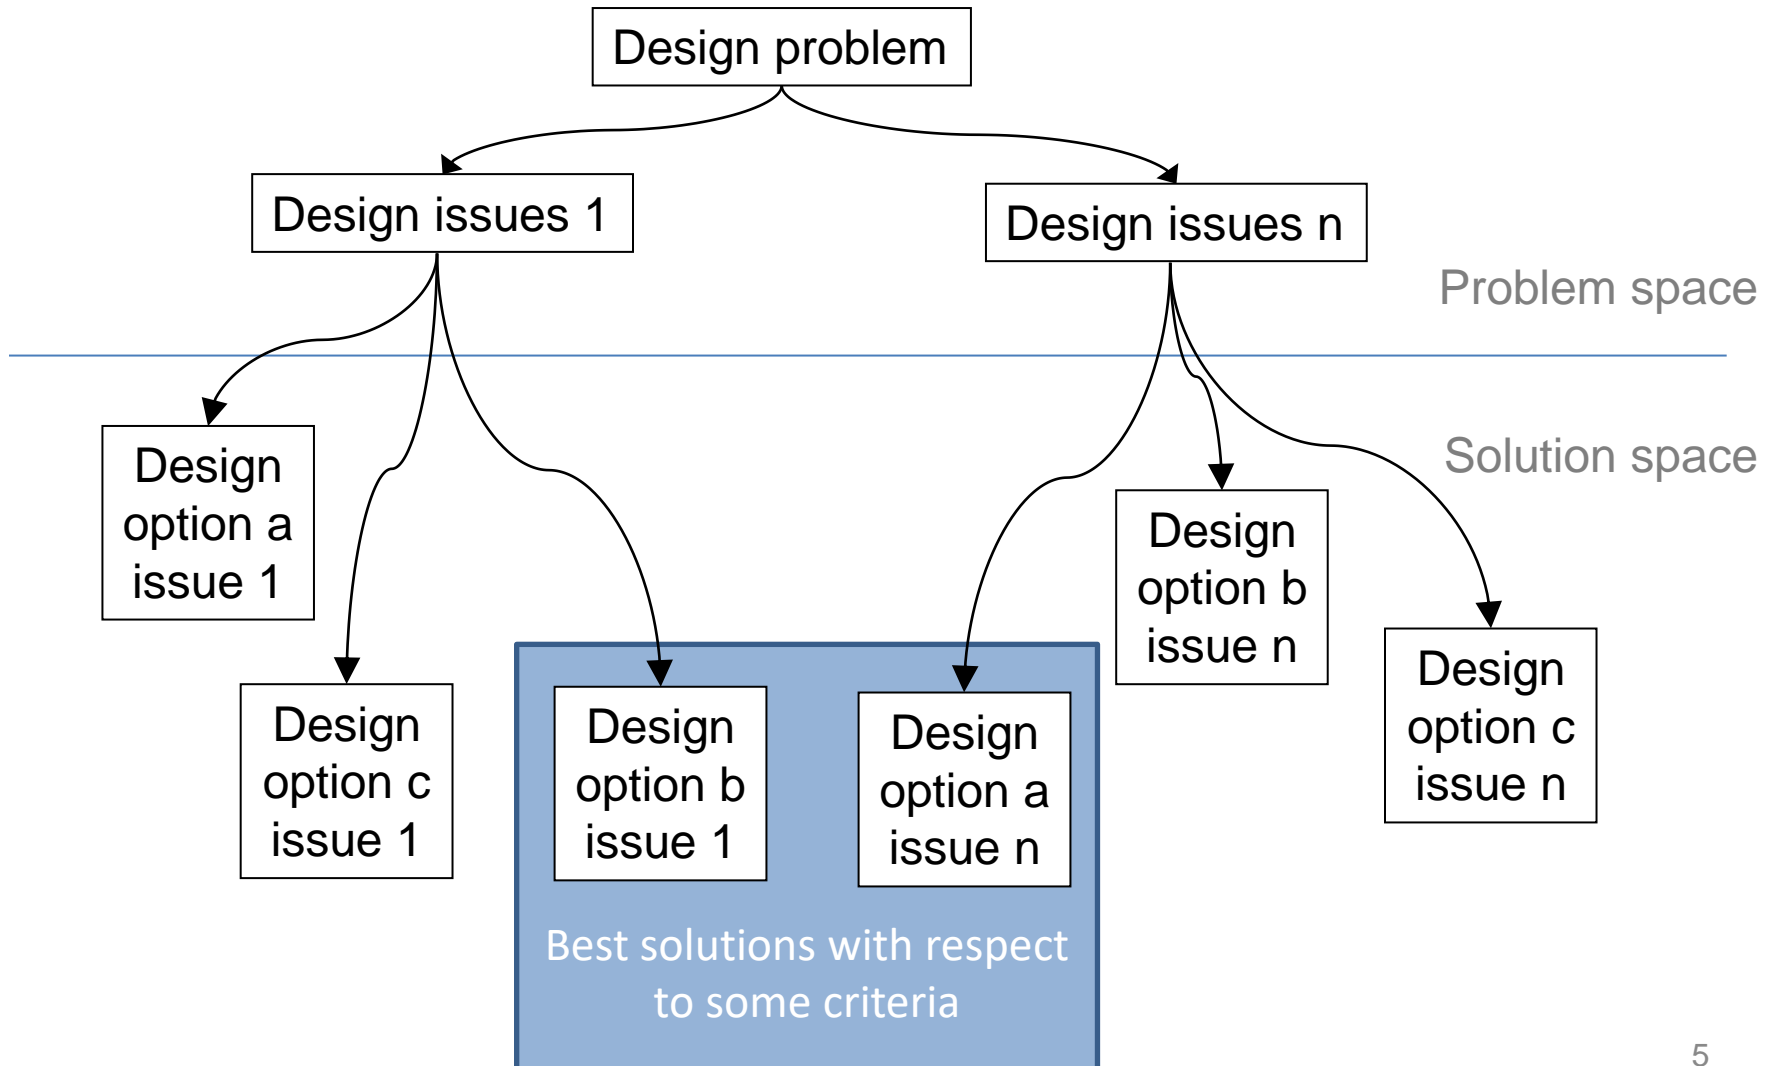 Design problem
Design issues 1
Design issues n
Problem space
Solution space
Design
option a
issue 1
Design
option b
issue n
Design
option c
issue n
Design
option c
issue 1
Design
option b
issue 1
Design
option a
issue n
Best solutions with respect
to some criteria
5